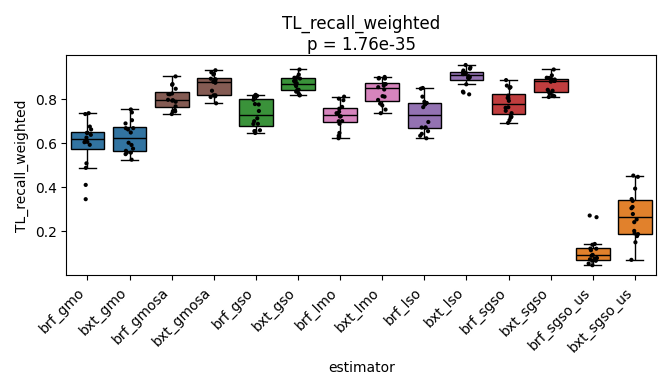 TL_recall_weighted
p = 1.76e-35
TL_recall_weighted
0.8
0.6
0.4
0.2
brf_gmo
bxt_gmo
brf_gmosa
bxt_gmosa
brf_gso
bxt_gso
brf_lmo
bxt_lmo
brf_lso
bxt_lso
brf_sgso
bxt_sgso
brf_sgso_us
bxt_sgso_us
estimator